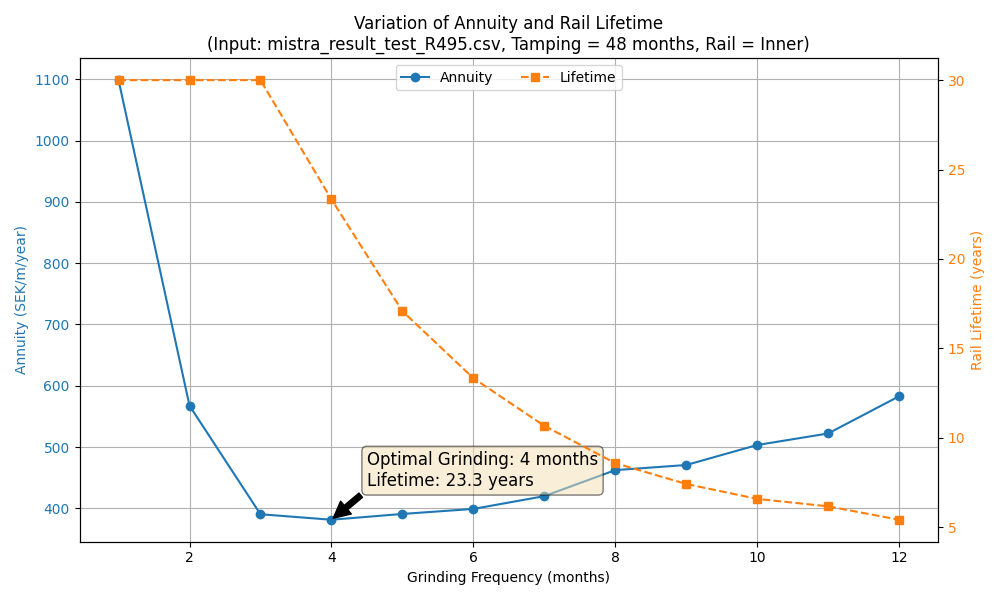 Variation of Annuity and Rail Lifetime
(Input: mistra_result_test_R495.csv, Tamping = 48 months, Rail = Inner)
Annuity
Lifetime
1100
1000
900
800
700
600
500
400
Annuity (SEK/m/year)
30
25
20
15
10
5
Rail Lifetime (years)
Optimal Grinding: 4 months
Lifetime: 23.3 years
2
4
6
8
10
12
Grinding Frequency (months)